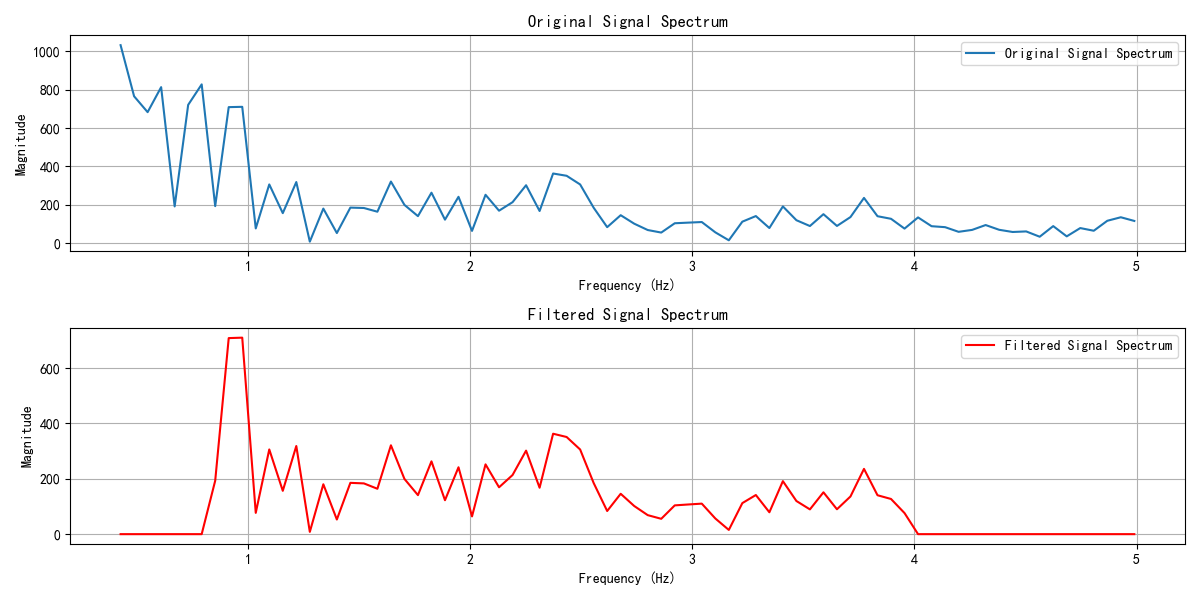 Original Signal Spectrum
1000
800
600
400
200
0
Magnitude
Original Signal Spectrum
1 2 3 4 5
Frequency (Hz)
Filtered Signal Spectrum
600
400
200
0
Magnitude
Filtered Signal Spectrum
1 2 3 4 5
Frequency (Hz)